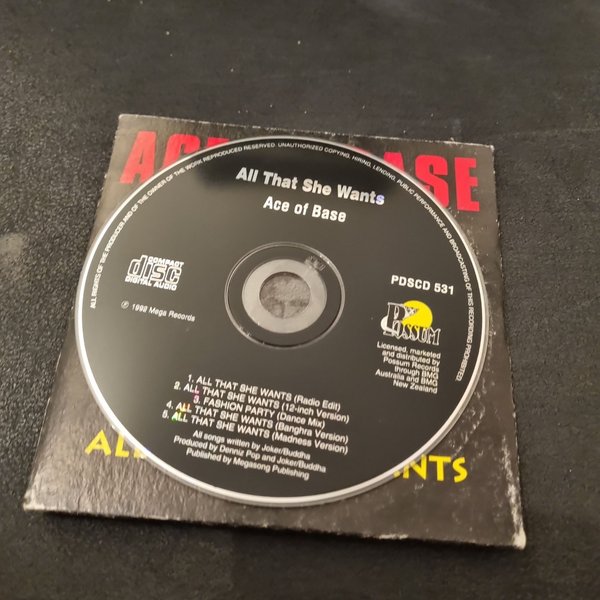 AC ASE
ALL RIGHTS OF THE PRODUCER AND OF THE OWNER OF THE WORK REPRODUCED RESERVED. UNAUTHORIZED COPYING, HIRING, LENDING, PUBLIC PERFORMANCE AND BROADCASTING OF THIS RECORDING PROHIBITED.
All That She Wants
Ace of Base
COMPACT
disc
DIGITAL AUDIO
PDSCD 531
℗ 1992 Mega Records
POSSUM
Licensed, marketed
and distributed by
Possum Records
through BMG
Australia and BMG
New Zealand
1. ALL THAT SHE WANTS (Radio Edit)
2. ALL THAT SHE WANTS (12-inch Version)
3. FASHION PARTY (Dance Mix)
4. ALL THAT SHE WANTS (Banghra Version)
5. ALL THAT SHE WANTS (Madness Version)
All songs written by Joker/Buddha
Produced by Denniz Pop and Joker/Buddha
Published by Megasong Publishing
AL ANTS